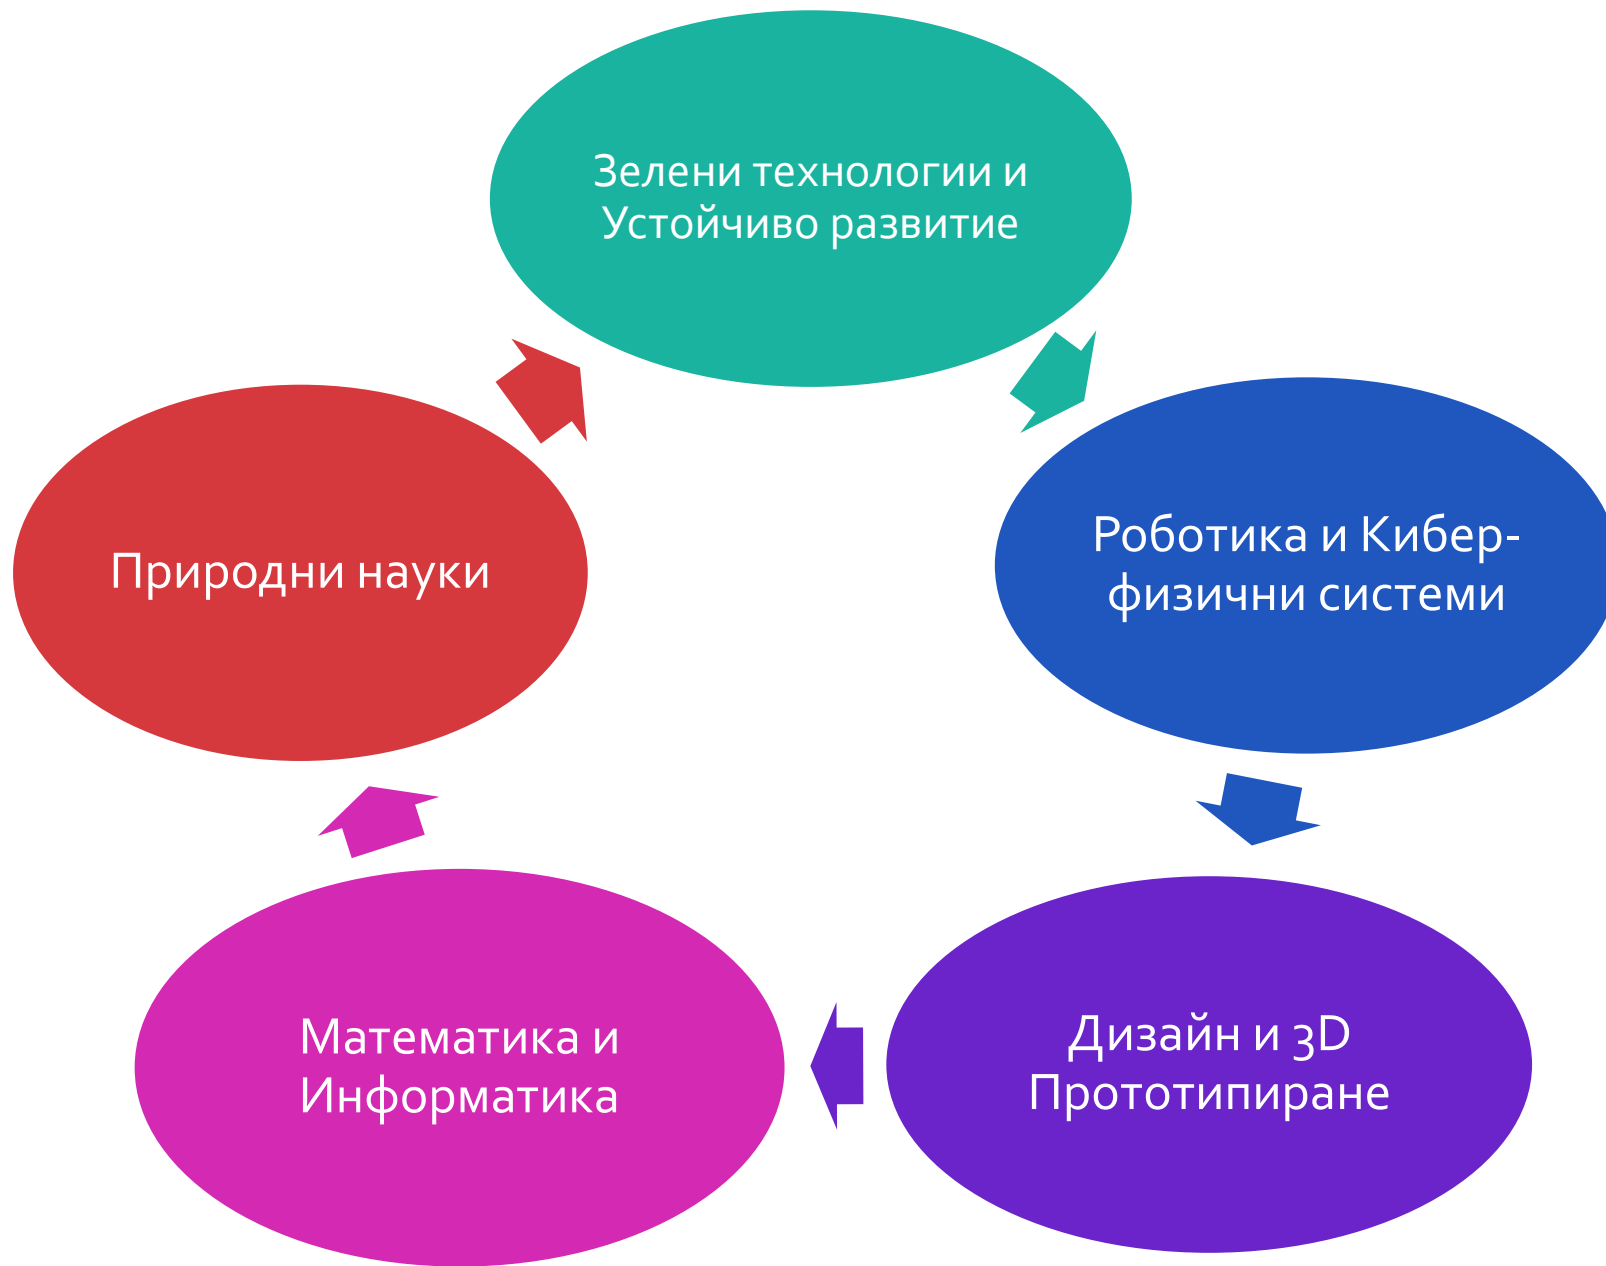 Зелени технологии и
Устойчиво развитие
Роботика и Кибер-
физични системи
Дизайн и 3D
Прототипиране
Математика и
Информатика
Природни науки